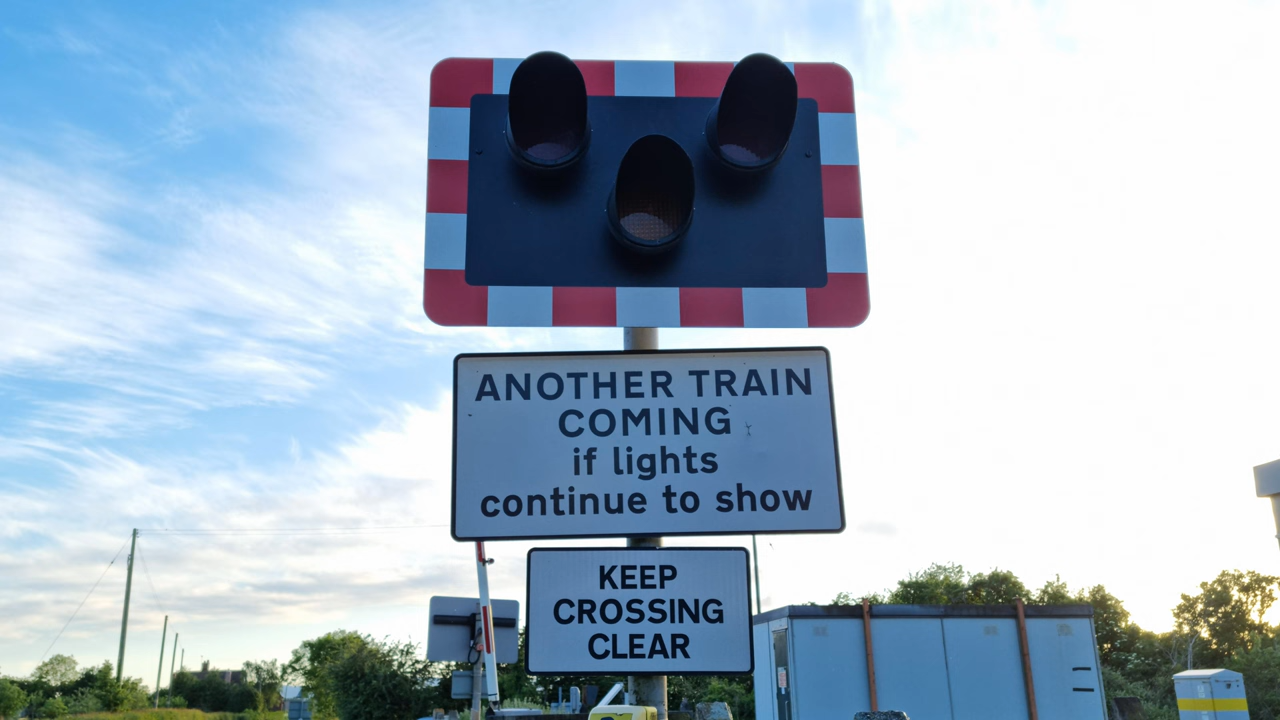 ANOTHER TRAIN
COMING
if lights
continue to show
KEEP
CROSSING
CLEAR